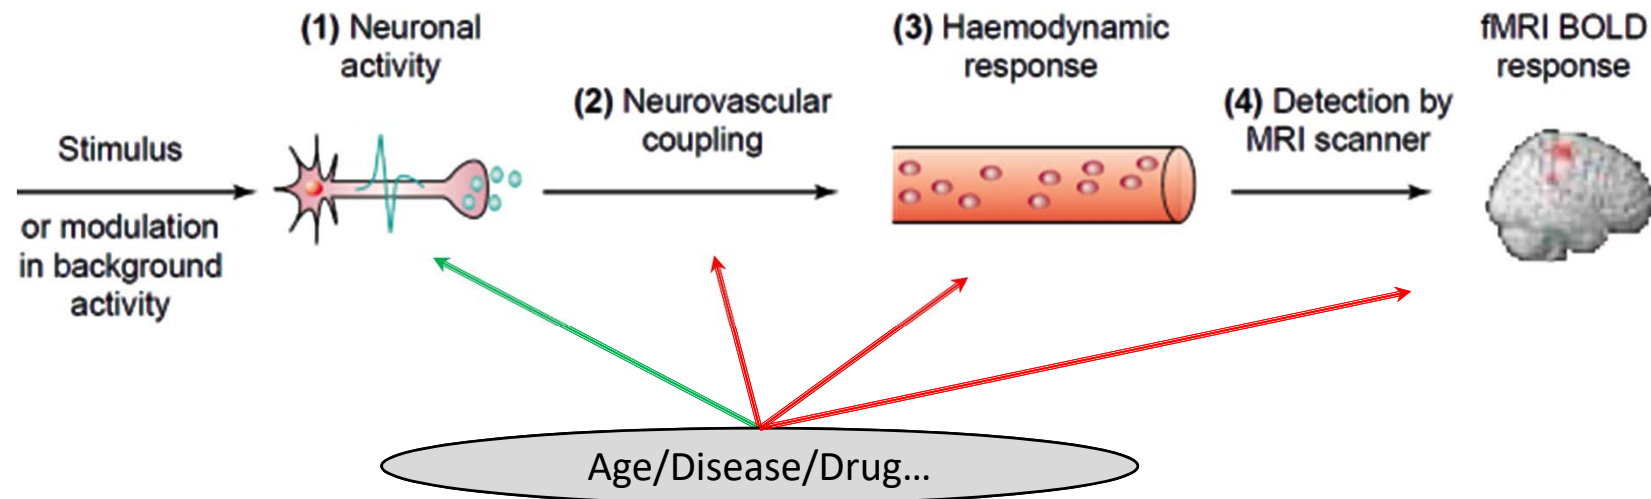 (1) Neuronal
activity
(3) Haemodynamic
response
fMRI BOLD
response
(2) Neurovascular
coupling
(4) Detection by
MRI scanner
Stimulus
or modulation
in background
activity
Age/Disease/Drug...